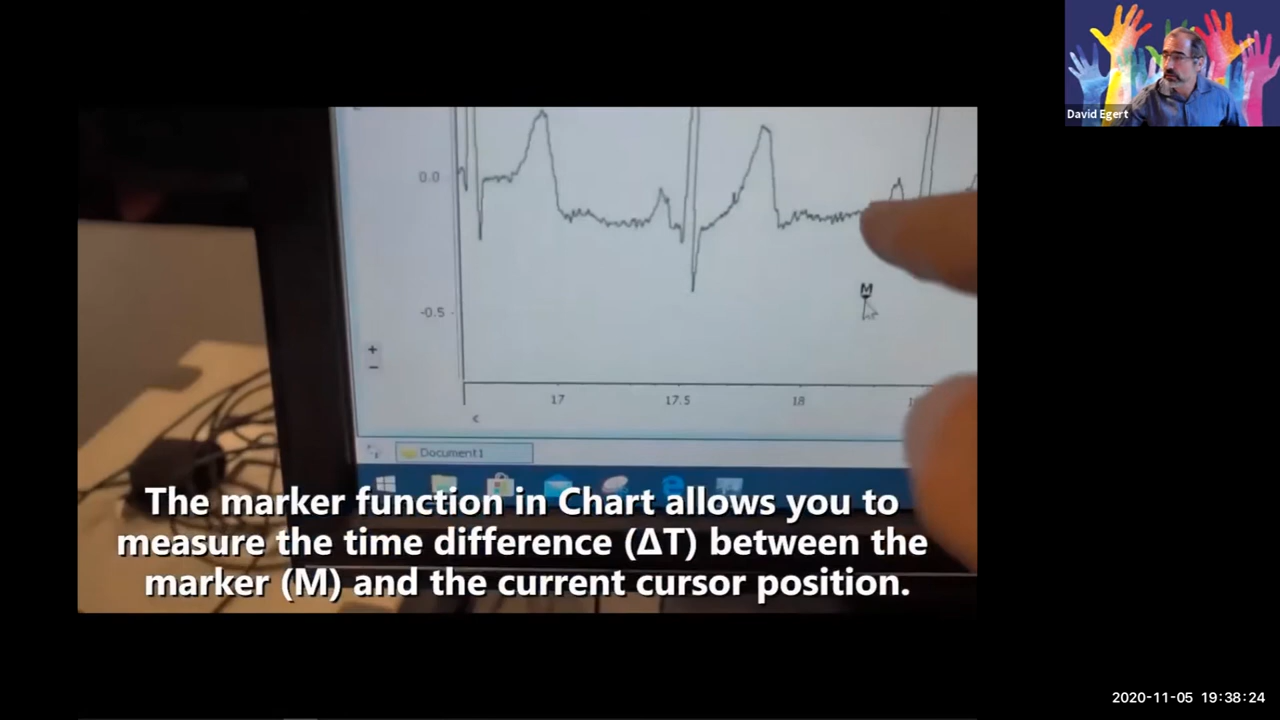 David Egert
0.0
-0.5
M
+
−
17
17.5
18
<
Document1
The marker function in Chart allows you to
measure the time difference (ΔT) between the
marker (M) and the current cursor position.
2020-11-05 19:38:24